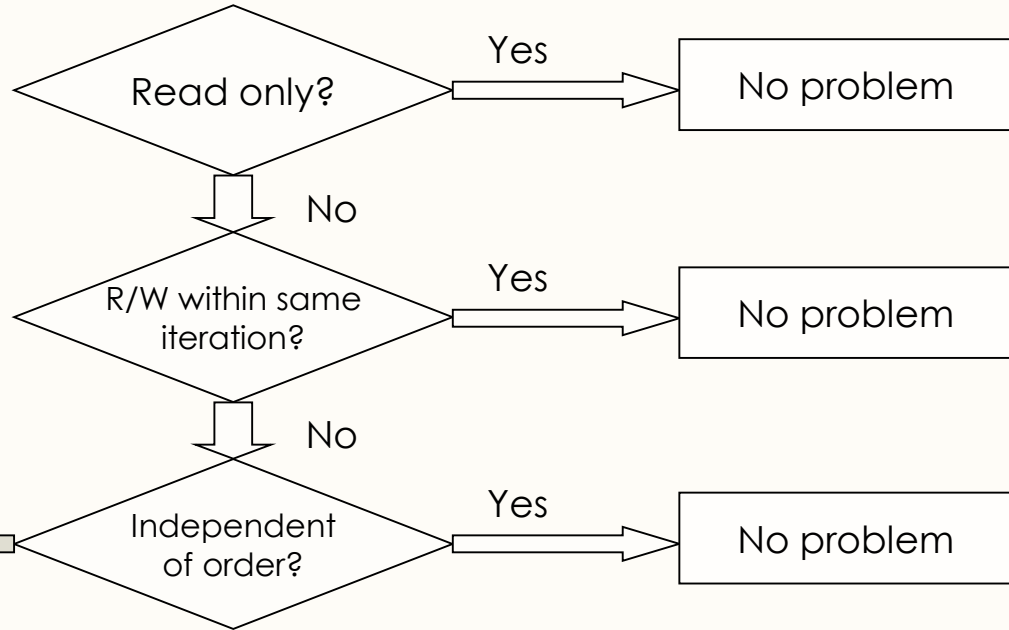 Yes
Read only?
No problem
No
Yes
R/W within same
iteration?
No problem
No
Yes
Independent
of order?
No problem